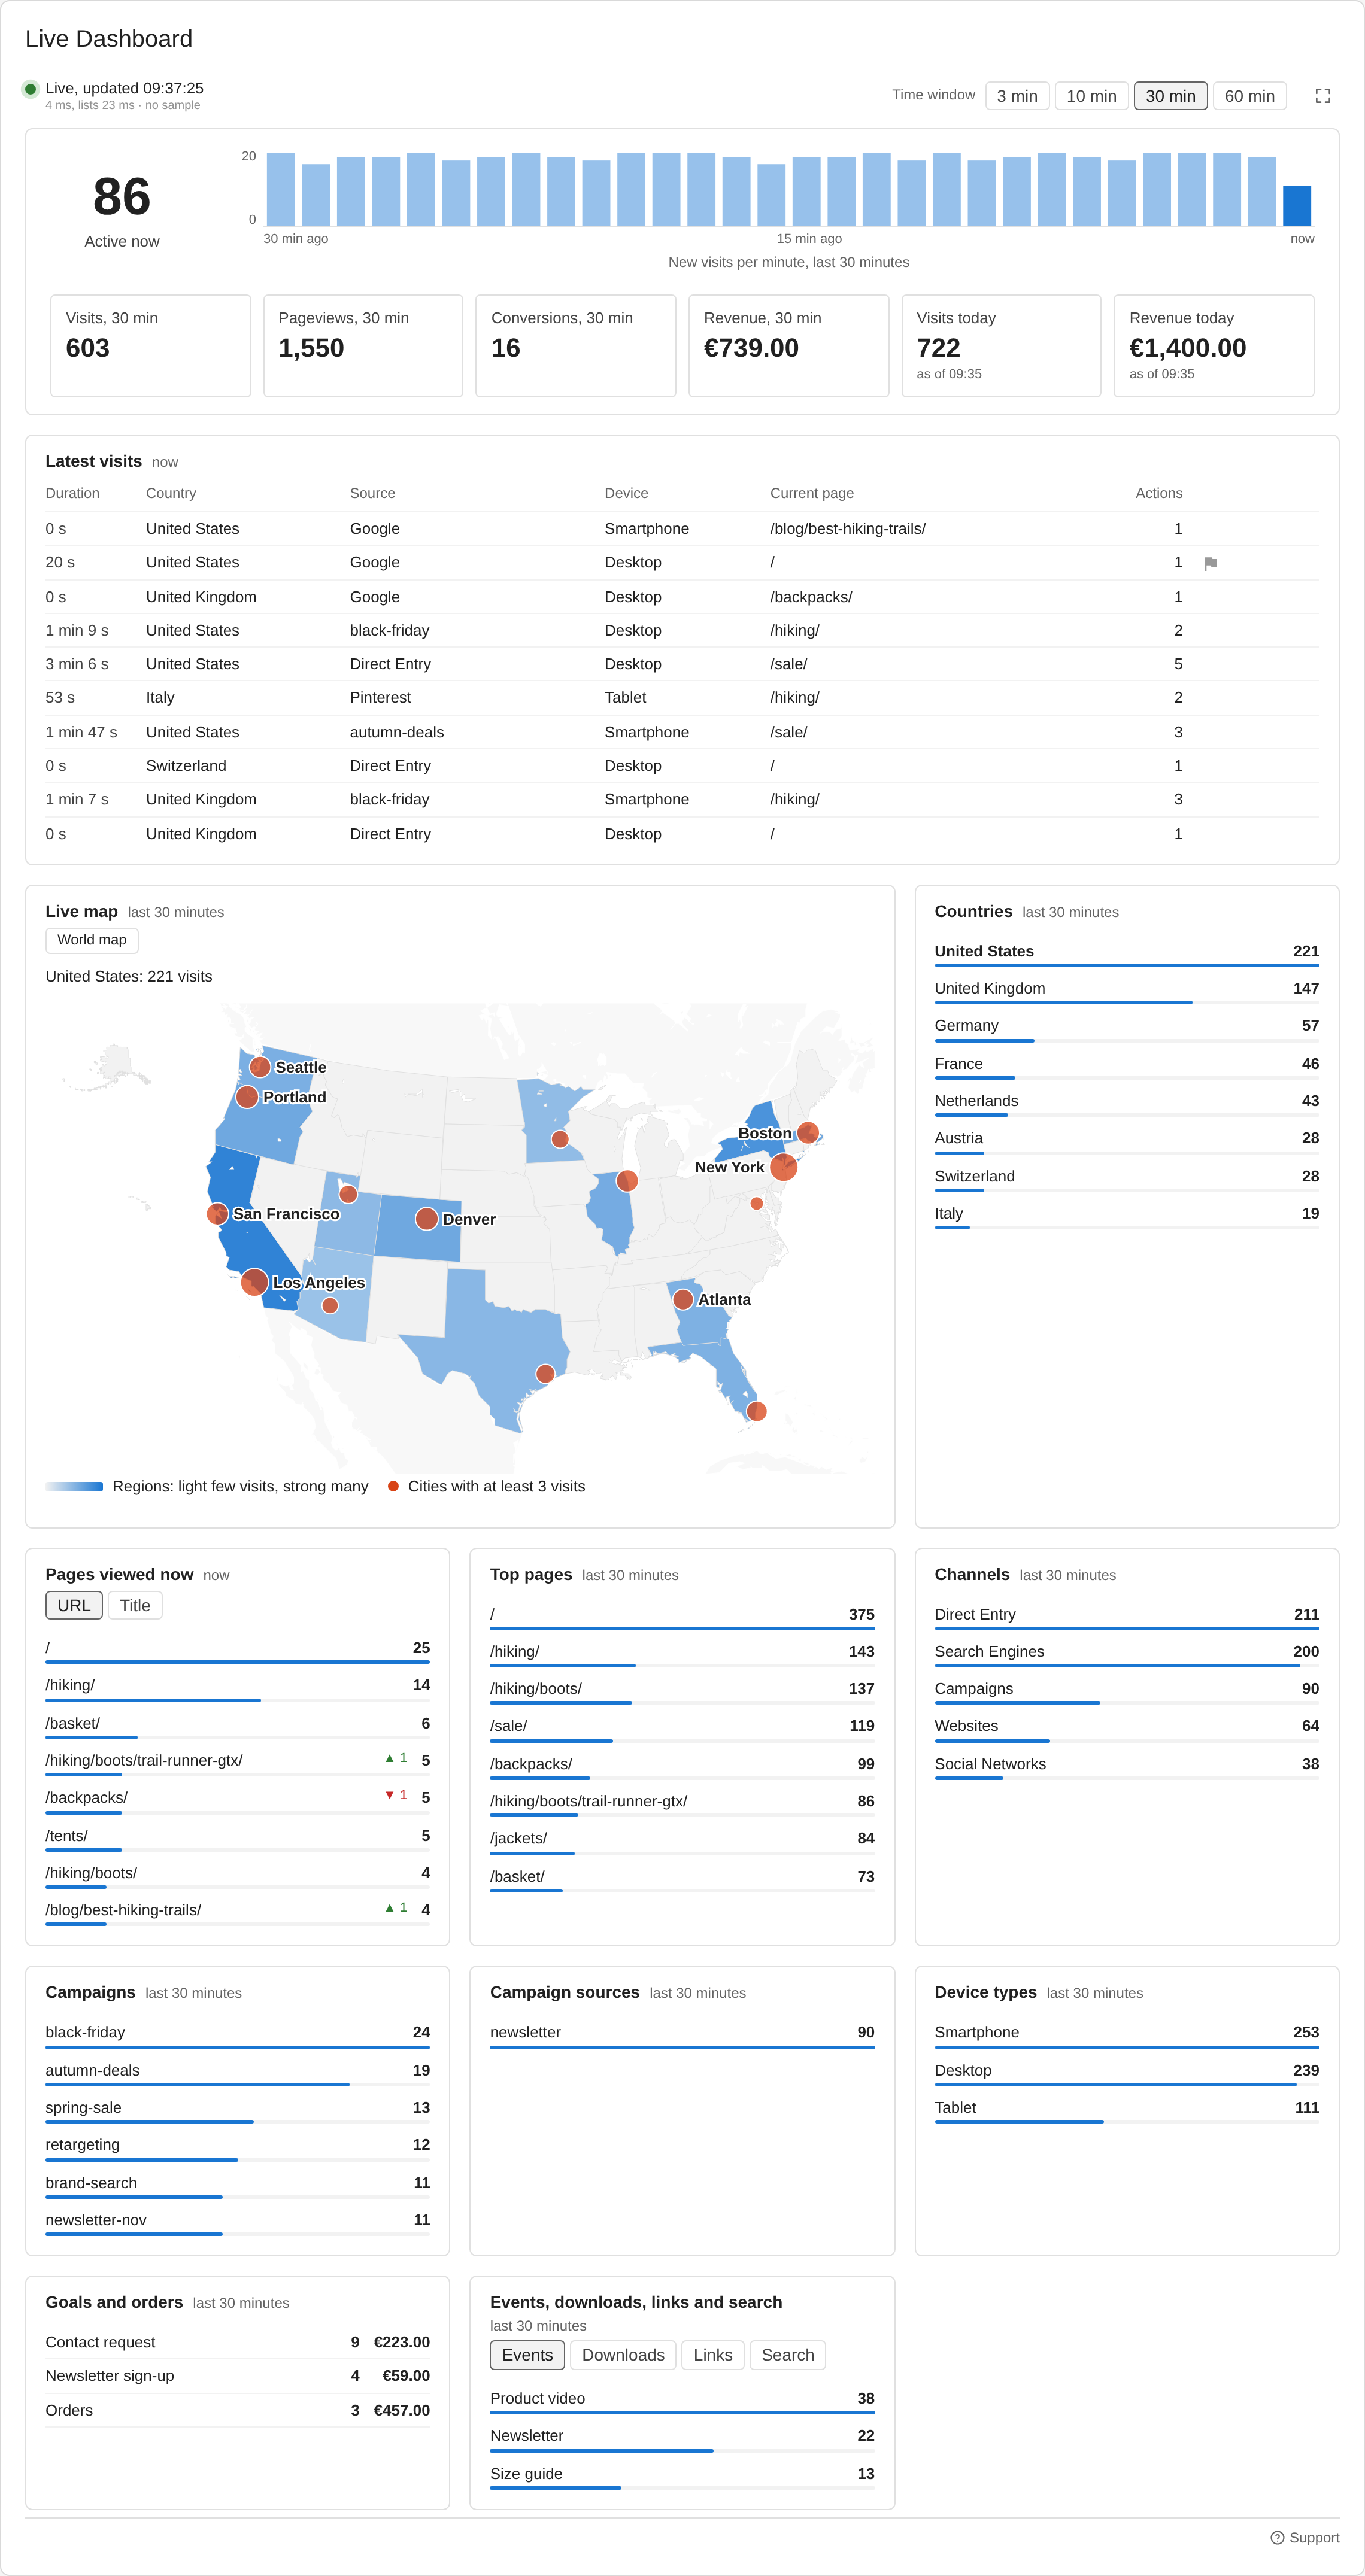 Live Dashboard
Live, updated 09:37:25
4 ms, lists 23 ms · no sample
Time window 3 min 10 min 30 min 60 min
86
Active now
20
0
30 min ago 15 min ago now
New visits per minute, last 30 minutes
Visits, 30 min
603
Pageviews, 30 min
1,550
Conversions, 30 min
16
Revenue, 30 min
€739.00
Visits today
722
as of 09:35
Revenue today
€1,400.00
as of 09:35
Latest visits now
Duration Country Source Device Current page Actions
0 s United States Google Smartphone /blog/best-hiking-trails/ 1
20 s United States Google Desktop / 1
0 s United Kingdom Google Desktop /backpacks/ 1
1 min 9 s United States black-friday Desktop /hiking/ 2
3 min 6 s United States Direct Entry Desktop /sale/ 5
53 s Italy Pinterest Tablet /hiking/ 2
1 min 47 s United States autumn-deals Smartphone /sale/ 3
0 s Switzerland Direct Entry Desktop / 1
1 min 7 s United Kingdom black-friday Smartphone /hiking/ 3
0 s United Kingdom Direct Entry Desktop / 1
Live map last 30 minutes
World map
United States: 221 visits
Seattle
Portland
Boston
New York
San Francisco
Denver
Los Angeles
Atlanta
Regions: light few visits, strong many Cities with at least 3 visits
Countries last 30 minutes
United States 221
United Kingdom 147
Germany 57
France 46
Netherlands 43
Austria 28
Switzerland 28
Italy 19
Pages viewed now now
URL Title
/ 25
/hiking/ 14
/basket/ 6
/hiking/boots/trail-runner-gtx/ ▲ 1 5
/backpacks/ ▼ 1 5
/tents/ 5
/hiking/boots/ 4
/blog/best-hiking-trails/ ▲ 1 4
Top pages last 30 minutes
/ 375
/hiking/ 143
/hiking/boots/ 137
/sale/ 119
/backpacks/ 99
/hiking/boots/trail-runner-gtx/ 86
/jackets/ 84
/basket/ 73
Channels last 30 minutes
Direct Entry 211
Search Engines 200
Campaigns 90
Websites 64
Social Networks 38
Campaigns last 30 minutes
black-friday 24
autumn-deals 19
spring-sale 13
retargeting 12
brand-search 11
newsletter-nov 11
Campaign sources last 30 minutes
newsletter 90
Device types last 30 minutes
Smartphone 253
Desktop 239
Tablet 111
Goals and orders last 30 minutes
Contact request 9 €223.00
Newsletter sign-up 4 €59.00
Orders 3 €457.00
Events, downloads, links and search
last 30 minutes
Events Downloads Links Search
Product video 38
Newsletter 22
Size guide 13
Support